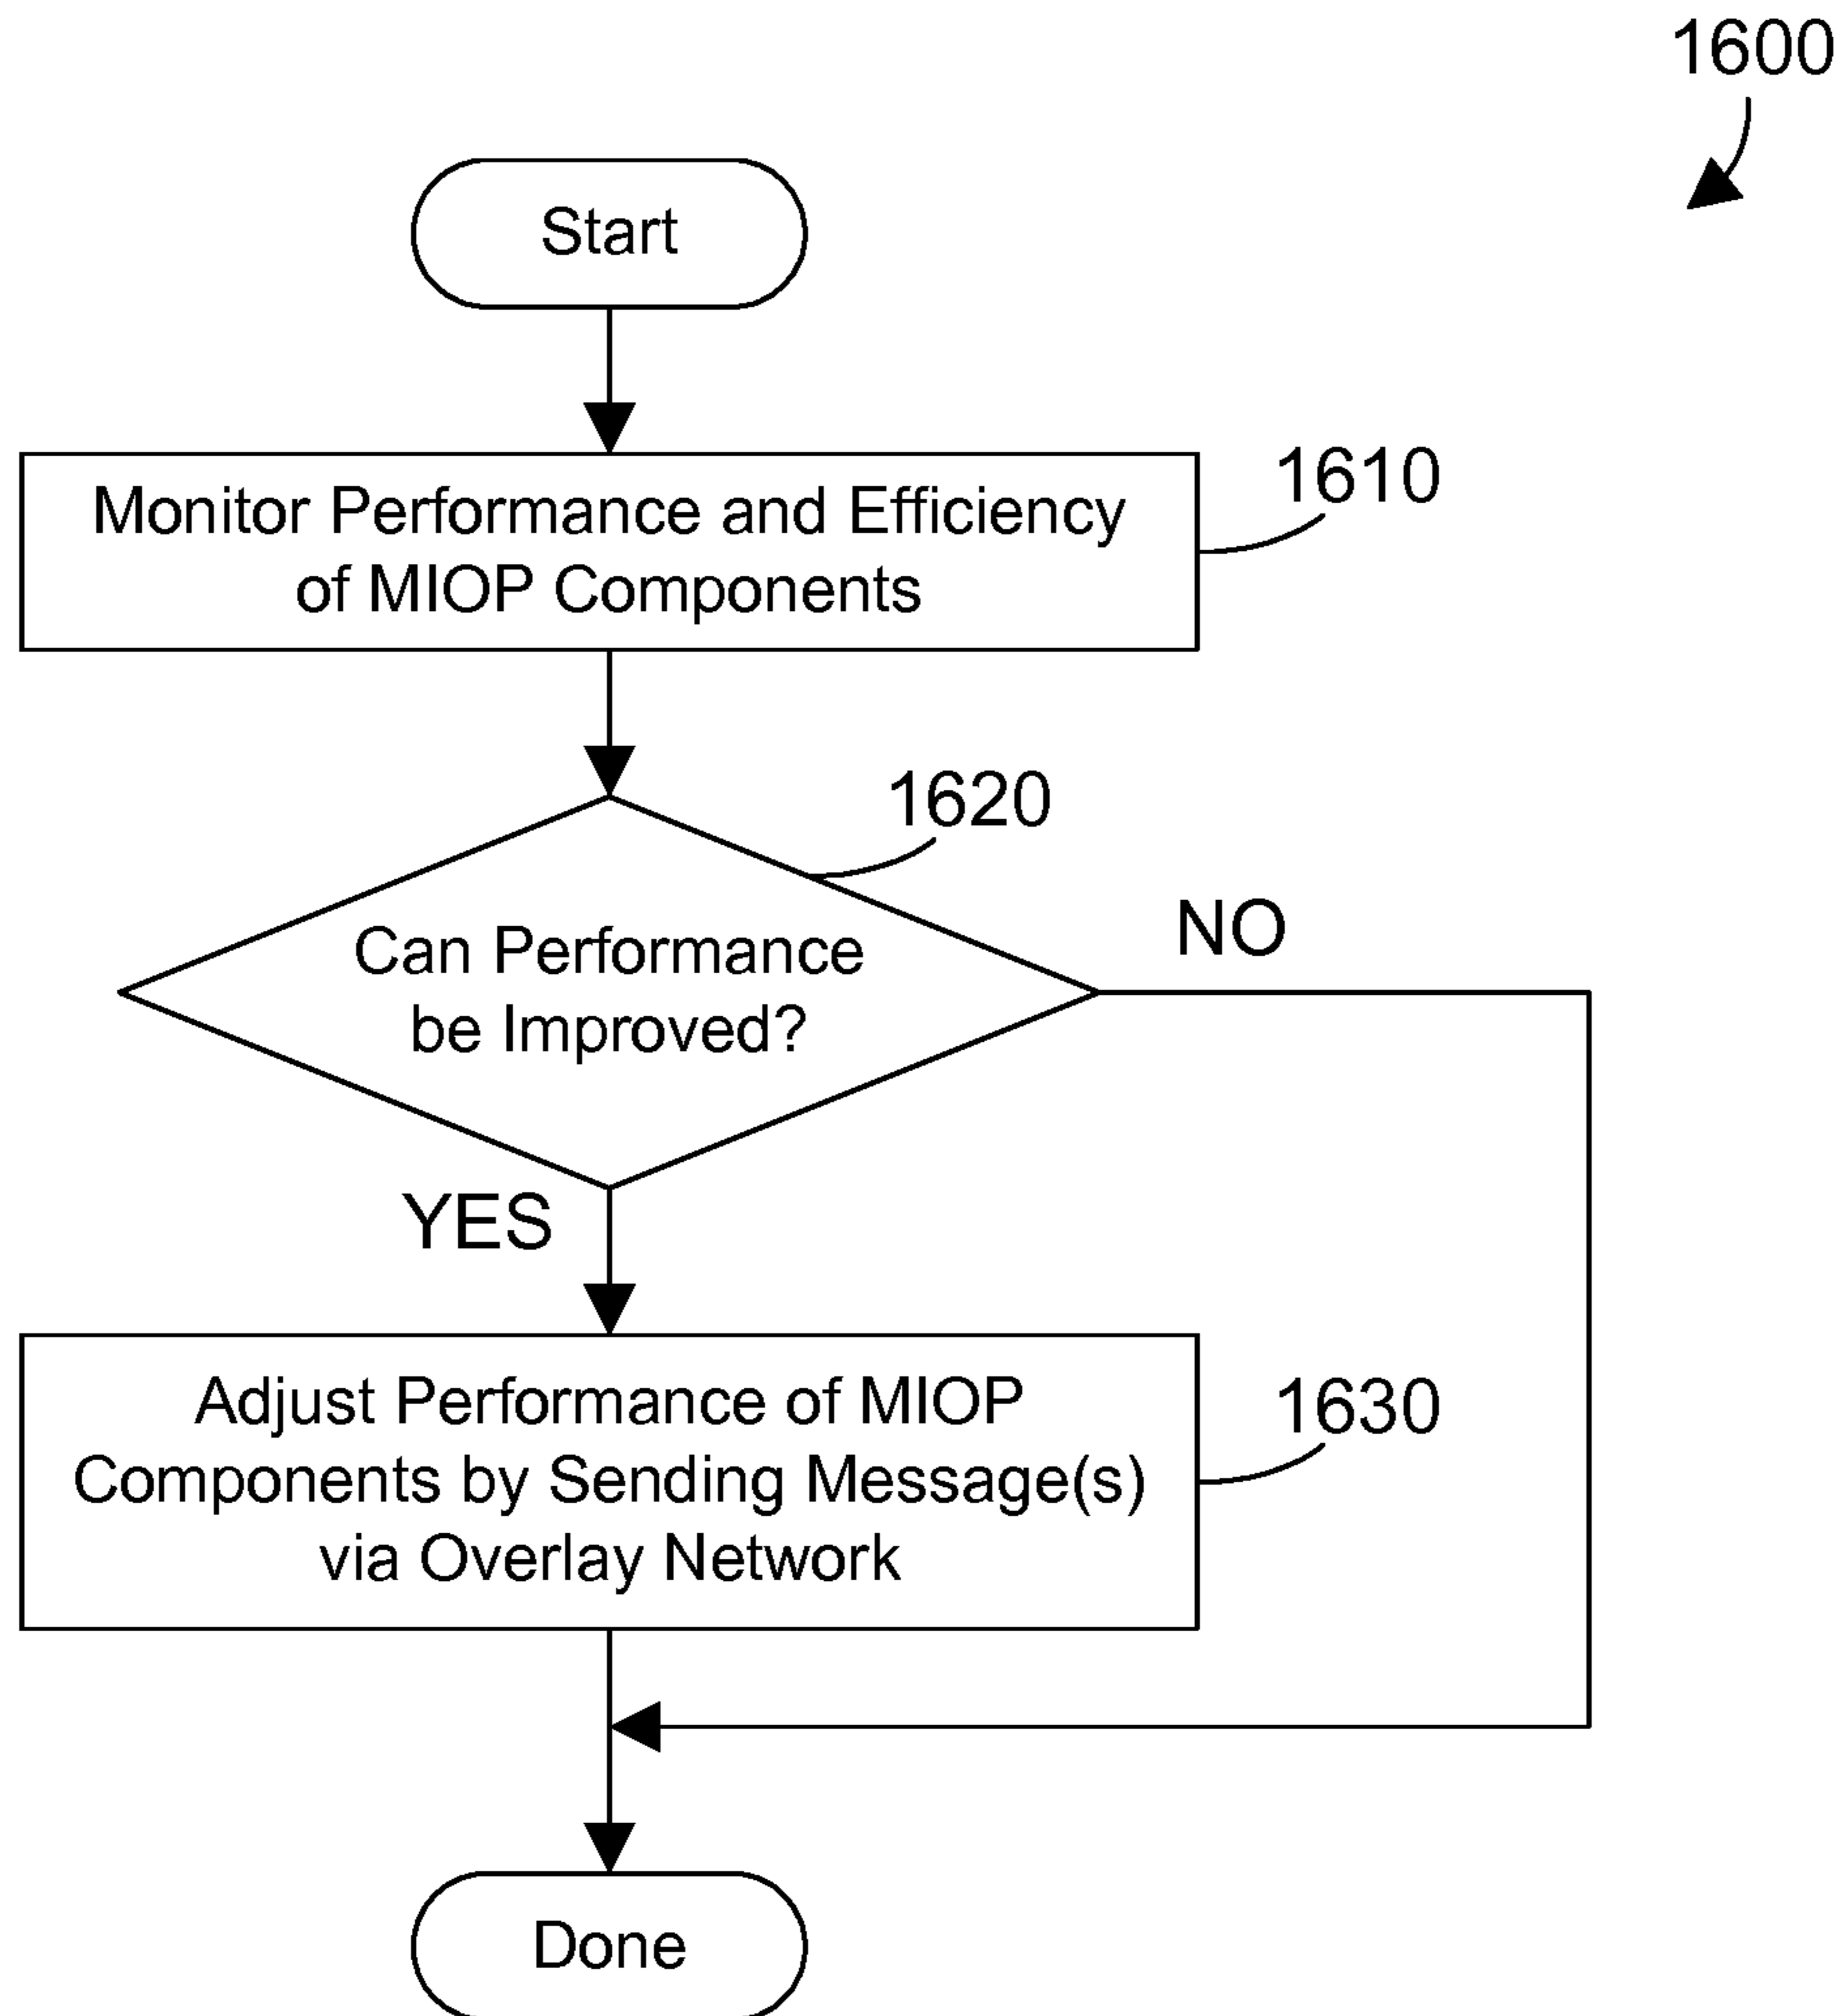 1600
Start
Monitor Performance and Efficiency
of MIOP Components
1610
1620
Can Performance
be Improved?
NO
YES
Adjust Performance of MIOP
Components by Sending Message(s)
via Overlay Network
1630
Done